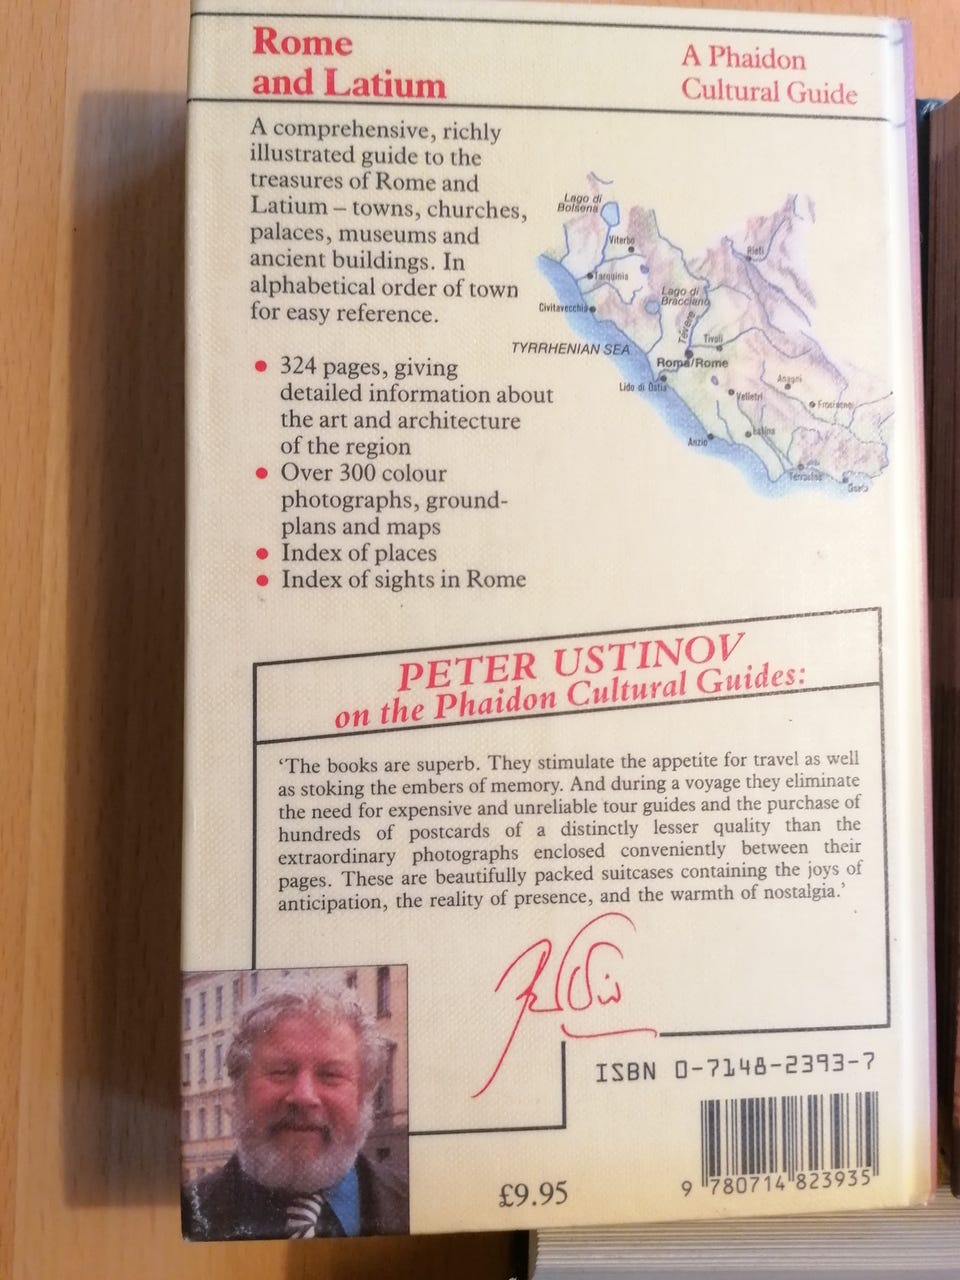 Rome
and Latium
A Phaidon
Cultural Guide
A comprehensive, richly
illustrated guide to the
treasures of Rome and
Latium – towns, churches,
palaces, museums and
ancient buildings. In
alphabetical order of town
for easy reference.
• 324 pages, giving
detailed information about
the art and architecture
of the region
• Over 300 colour
photographs, ground-
plans and maps
• Index of places
• Index of sights in Rome
Lago di
Bolsena
Viterbo
Rieti
Tarquinia
Lago di
Bracciano
Civitavecchia
Tevere
Tivoli
TYRRHENIAN SEA
Roma/Rome
Lido di Ostia
Anagni
Velletri
Frosinone
Latina
Anzio
Terracina
Gaeta
PETER USTINOV
on the Phaidon Cultural Guides:
‘The books are superb. They stimulate the appetite for travel as well
as stoking the embers of memory. And during a voyage they eliminate
the need for expensive and unreliable tour guides and the purchase of
hundreds of postcards of a distinctly lesser quality than the
extraordinary photographs enclosed conveniently between their
pages. These are beautifully packed suitcases containing the joys of
anticipation, the reality of presence, and the warmth of nostalgia.’
ISBN 0-7148-2393-7
£9.95
9 780714 823935